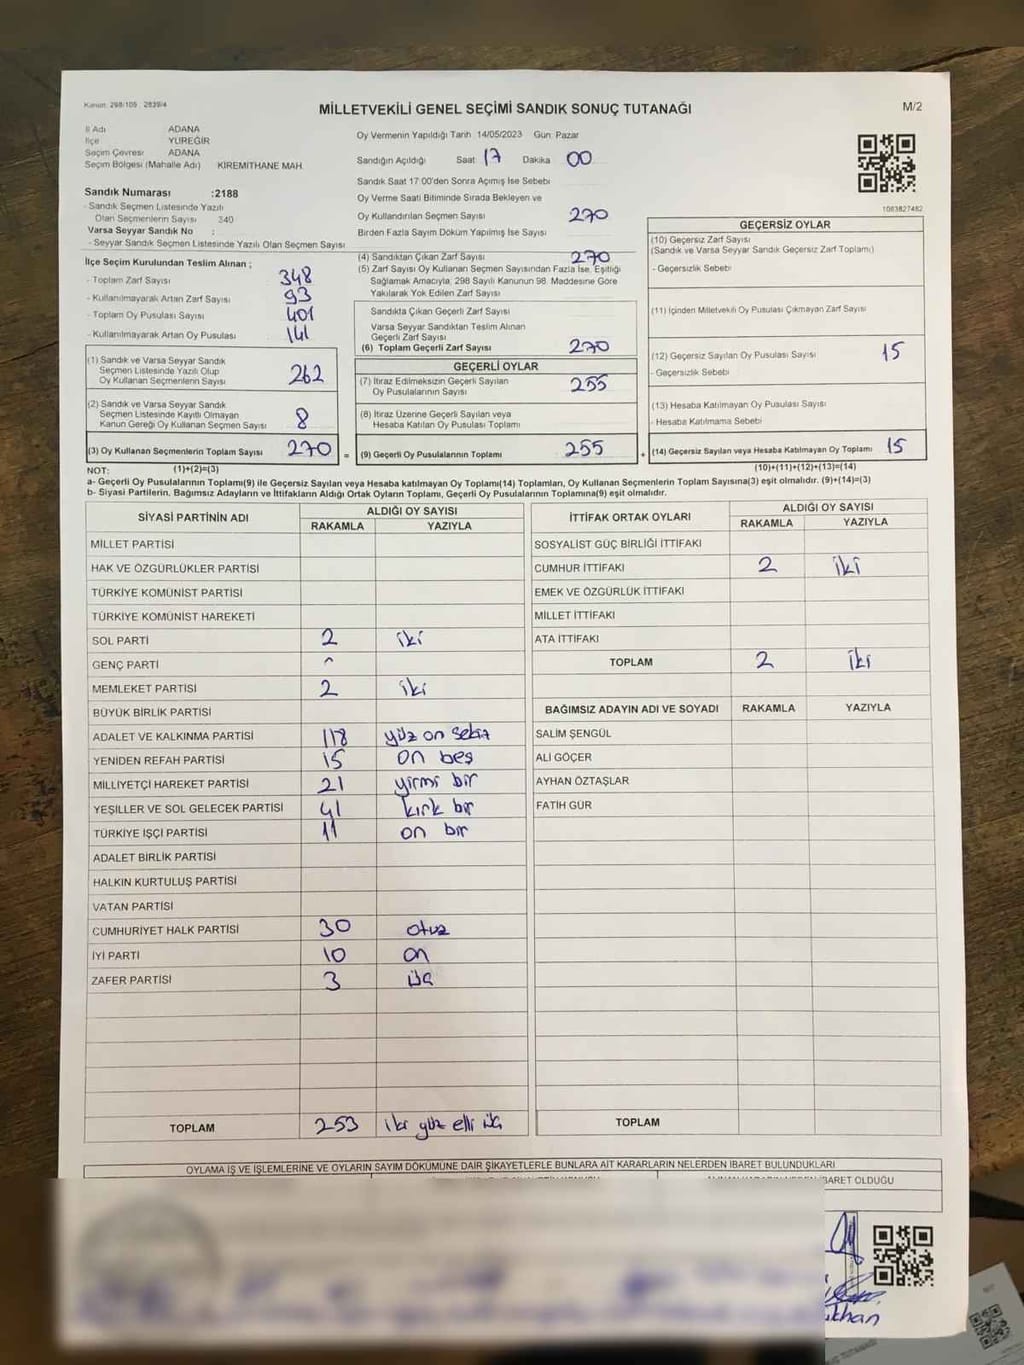 Kanun: 298/105 2839/4
MİLLETVEKİLİ GENEL SEÇİMİ SANDIK SONUÇ TUTANAĞI
M/2
İl Adı ADANA
İlçe YÜREĞİR
Seçim Çevresi ADANA
Seçim Bölgesi (Mahalle Adı) KİREMİTHANE MAH.
Sandık Numarası :2188
- Sandık Seçmen Listesinde Yazılı
Olan Seçmenlerin Sayısı 340
Varsa Seyyar Sandık No :
- Seyyar Sandık Seçmen Listesinde Yazılı Olan Seçmen Sayısı
İlçe Seçim Kurulundan Teslim Alınan ;
- Toplam Zarf Sayısı 348
- Kullanılmayarak Artan Zarf Sayısı 93
- Toplam Oy Pusulası Sayısı 401
- Kullanılmayarak Artan Oy Pusulası 141
(1) Sandık ve Varsa Seyyar Sandık
Seçmen Listesinde Yazılı Olup
Oy Kullanan Seçmenlerin Sayısı 262
(2) Sandık ve Varsa Seyyar Sandık
Seçmen Listesinde Kayıtlı Olmayan
Kanun Gereği Oy Kullanan Seçmen Sayısı 8
(3) Oy Kullanan Seçmenlerin Toplam Sayısı 270 =
Oy Vermenin Yapıldığı Tarih 14/05/2023 Gün: Pazar
Sandığın Açıldığı Saat 17 Dakika 00
Sandık Saat 17:00'den Sonra Açımış İse Sebebi
Oy Verme Saati Bitiminde Sırada Bekleyen ve
Oy Kullandırılan Seçmen Sayısı 270
Birden Fazla Sayım Döküm Yapılmış İse Sayısı
(4) Sandıktan Çıkan Zarf Sayısı 270
(5) Zarf Sayısı Oy Kullanan Seçmen Sayısından Fazla İse, Eşitliği
Sağlamak Amacıyla, 298 Sayılı Kanunun 98. Maddesine Göre
Yakılarak Yok Edilen Zarf Sayısı
Sandıkta Çıkan Geçerli Zarf Sayısı
Varsa Seyyar Sandıktan Teslim Alınan
Geçerli Zarf Sayısı
(6) Toplam Geçerli Zarf Sayısı 270
GEÇERLİ OYLAR
(7) İtiraz Edilmeksizin Geçerli Sayılan
Oy Pusulalarının Sayısı 255
(8) İtiraz Üzerine Geçerli Sayılan veya
Hesaba Katılan Oy Pusulası Toplamı
(9) Geçerli Oy Pusulalarının Toplamı 255 +
1063827482
GEÇERSİZ OYLAR
(10) Geçersiz Zarf Sayısı
(Sandık ve Varsa Seyyar Sandık Geçersiz Zarf Toplamı)
- Geçersizlik Sebebi
(11) İçinden Milletvekili Oy Pusulası Çıkmayan Zarf Sayısı
(12) Geçersiz Sayılan Oy Pusulası Sayısı 15
- Geçersizlik Sebebi
(13) Hesaba Katılmayan Oy Pusulası Sayısı
- Hesaba Katılmama Sebebi
(14) Geçersiz Sayılan veya Hesaba Katılmayan Oy Toplamı 15
NOT: (1)+(2)=(3)
(10)+(11)+(12)+(13)=(14)
a- Geçerli Oy Pusulalarının Toplamı(9) ile Geçersiz Sayılan veya Hesaba katılmayan Oy Toplamı(14) Toplamları, Oy Kullanan Seçmenlerin Toplam Sayısına(3) eşit olmalıdır. (9)+(14)=(3)
b- Siyasi Partilerin, Bağımsız Adayların ve İttifakların Aldığı Ortak Oyların Toplamı, Geçerli Oy Pusulalarının Toplamına(9) eşit olmalıdır.
SİYASİ PARTİNİN ADI ALDIĞI OY SAYISI
RAKAMLA YAZIYLA
MİLLET PARTİSİ
HAK VE ÖZGÜRLÜKLER PARTİSİ
TÜRKİYE KOMÜNİST PARTİSİ
TÜRKİYE KOMÜNİST HAREKETİ
SOL PARTİ 2 iki
GENÇ PARTİ
MEMLEKET PARTİSİ 2 iki
BÜYÜK BİRLİK PARTİSİ
ADALET VE KALKINMA PARTİSİ 118 yüz on sekiz
YENİDEN REFAH PARTİSİ 15 on beş
MİLLİYETÇİ HAREKET PARTİSİ 21 yirmi bir
YEŞİLLER VE SOL GELECEK PARTİSİ 41 kırk bir
TÜRKİYE İŞÇİ PARTİSİ 11 on bir
ADALET BİRLİK PARTİSİ
HALKIN KURTULUŞ PARTİSİ
VATAN PARTİSİ
CUMHURİYET HALK PARTİSİ 30 otuz
İYİ PARTİ 10 on
ZAFER PARTİSİ 3 üç
TOPLAM 253 iki yüz elli üç
İTTİFAK ORTAK OYLARI ALDIĞI OY SAYISI
RAKAMLA YAZIYLA
SOSYALİST GÜÇ BİRLİĞİ İTTİFAKI
CUMHUR İTTİFAKI 2 iki
EMEK VE ÖZGÜRLÜK İTTİFAKI
MİLLET İTTİFAKI
ATA İTTİFAKI
TOPLAM 2 iki
BAĞIMSIZ ADAYIN ADI VE SOYADI RAKAMLA YAZIYLA
SALİM ŞENGÜL
ALİ GÖÇER
AYHAN ÖZTAŞLAR
FATİH GÜR
TOPLAM
OYLAMA İŞ VE İŞLEMLERİNE VE OYLARIN SAYIM DÖKÜMÜNE DAİR ŞİKAYETLERLE BUNLARA AİT KARARLARIN NELERDEN İBARET BULUNDUKLARI
İBARET OLDUĞU